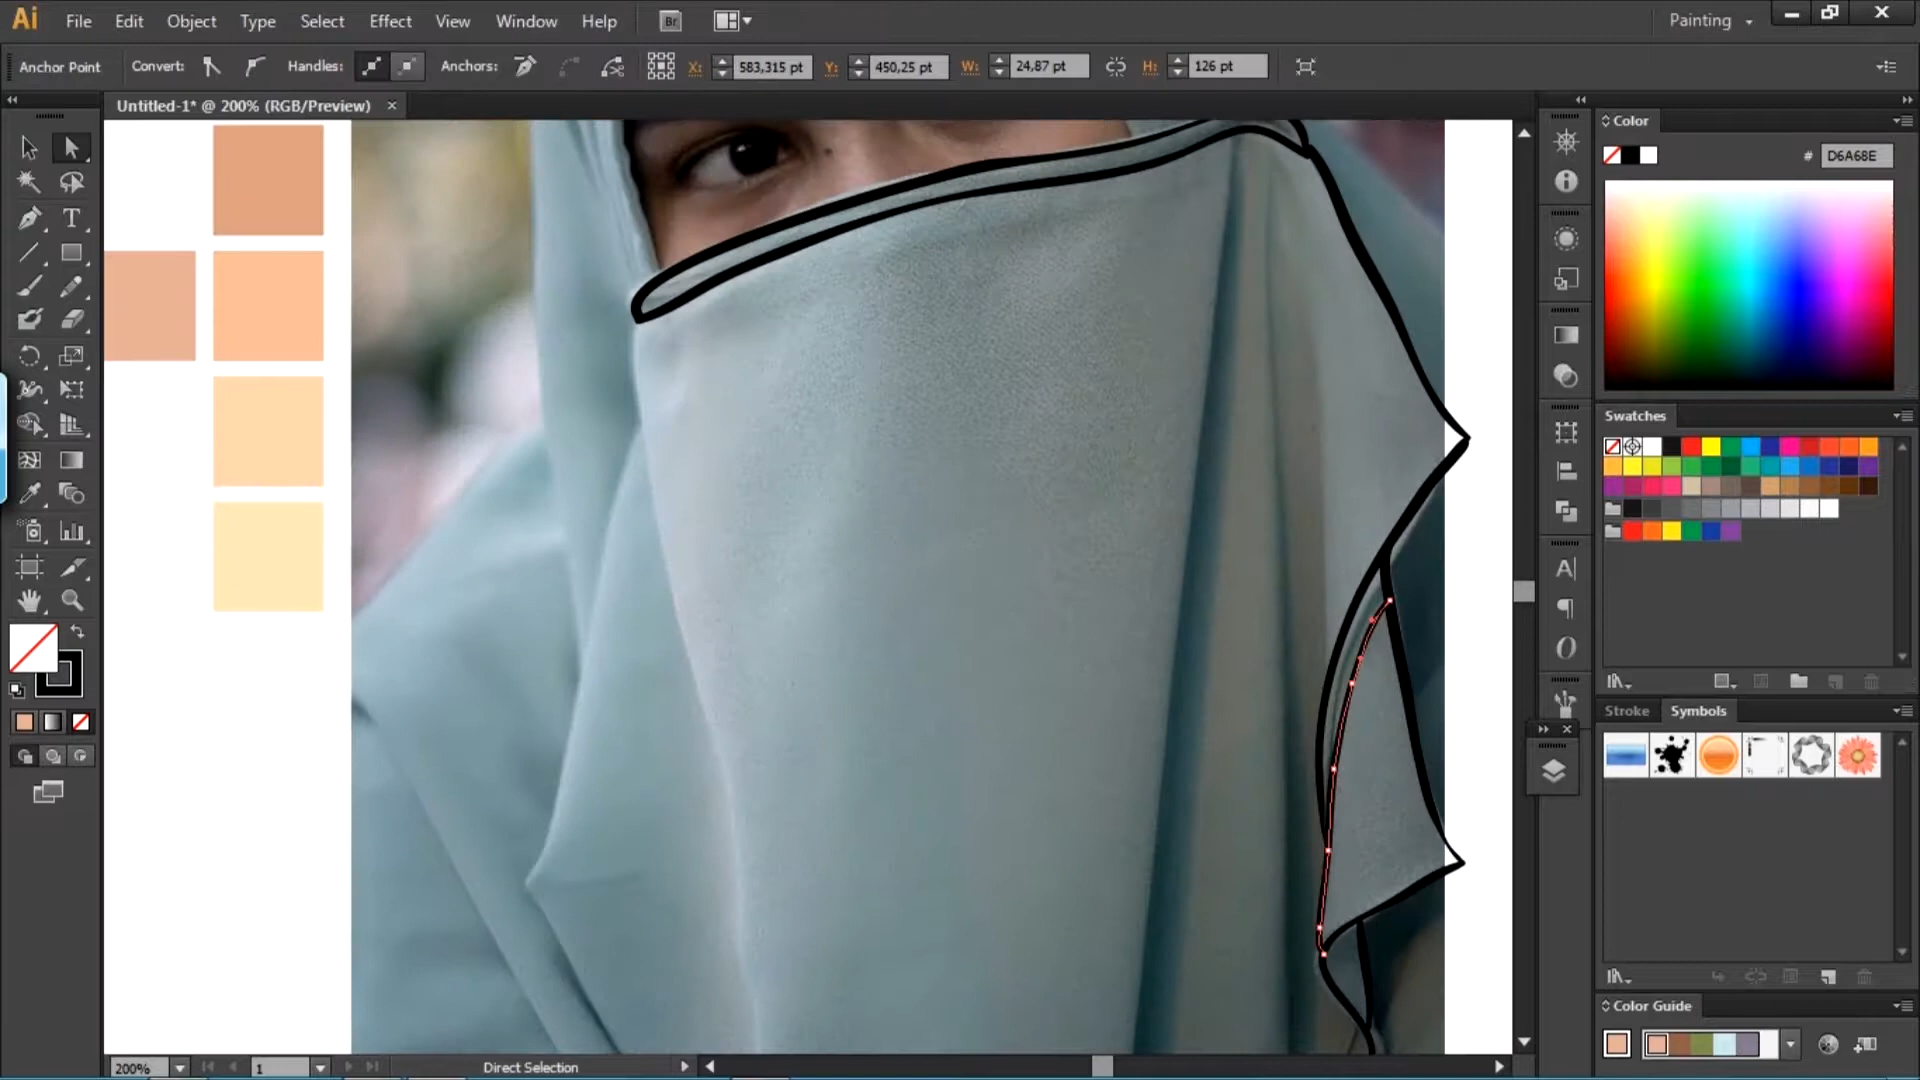 Ai File Edit Object Type Select Effect View Window Help Br Painting
Anchor Point Convert: Handles: Anchors: X: 583,315 pt Y: 450,25 pt W: 24,87 pt H: 126 pt
Untitled-1* @ 200% (RGB/Preview)
Color
# D6A68E
Swatches
Stroke Symbols
Color Guide
200% 1 Direct Selection